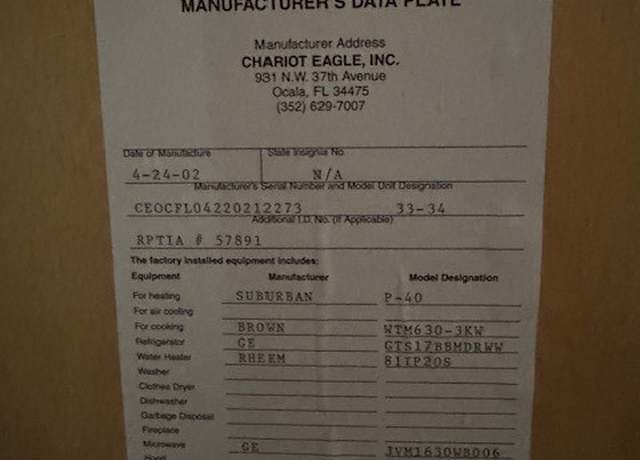 MANUFACTURER'S DATA PLATE
Manufacturer Address
CHARIOT EAGLE, INC.
931 N.W. 37th Avenue
Ocala, FL 34475
(352) 629-7007
Date of Manufacture State Insignia No.
4-24-02 N/A
Manufacturer's Serial Number and Model Unit Designation
CEOCFL04220212273 33-34
Additional I.D. No. (If Applicable)
RPTIA # 57891
The factory installed equipment includes:
Equipment Manufacturer Model Designation
For heating SUBURBAN P-40
For air cooling
For cooking BROWN WTM630-3KW
Refrigerator GE GTS17BBMDRWW
Water Heater RHEEM 81IP20S
Washer
Clothes Dryer
Dishwasher
Garbage Disposal
Fireplace
Microwave GE JVM1630WB006
Hood